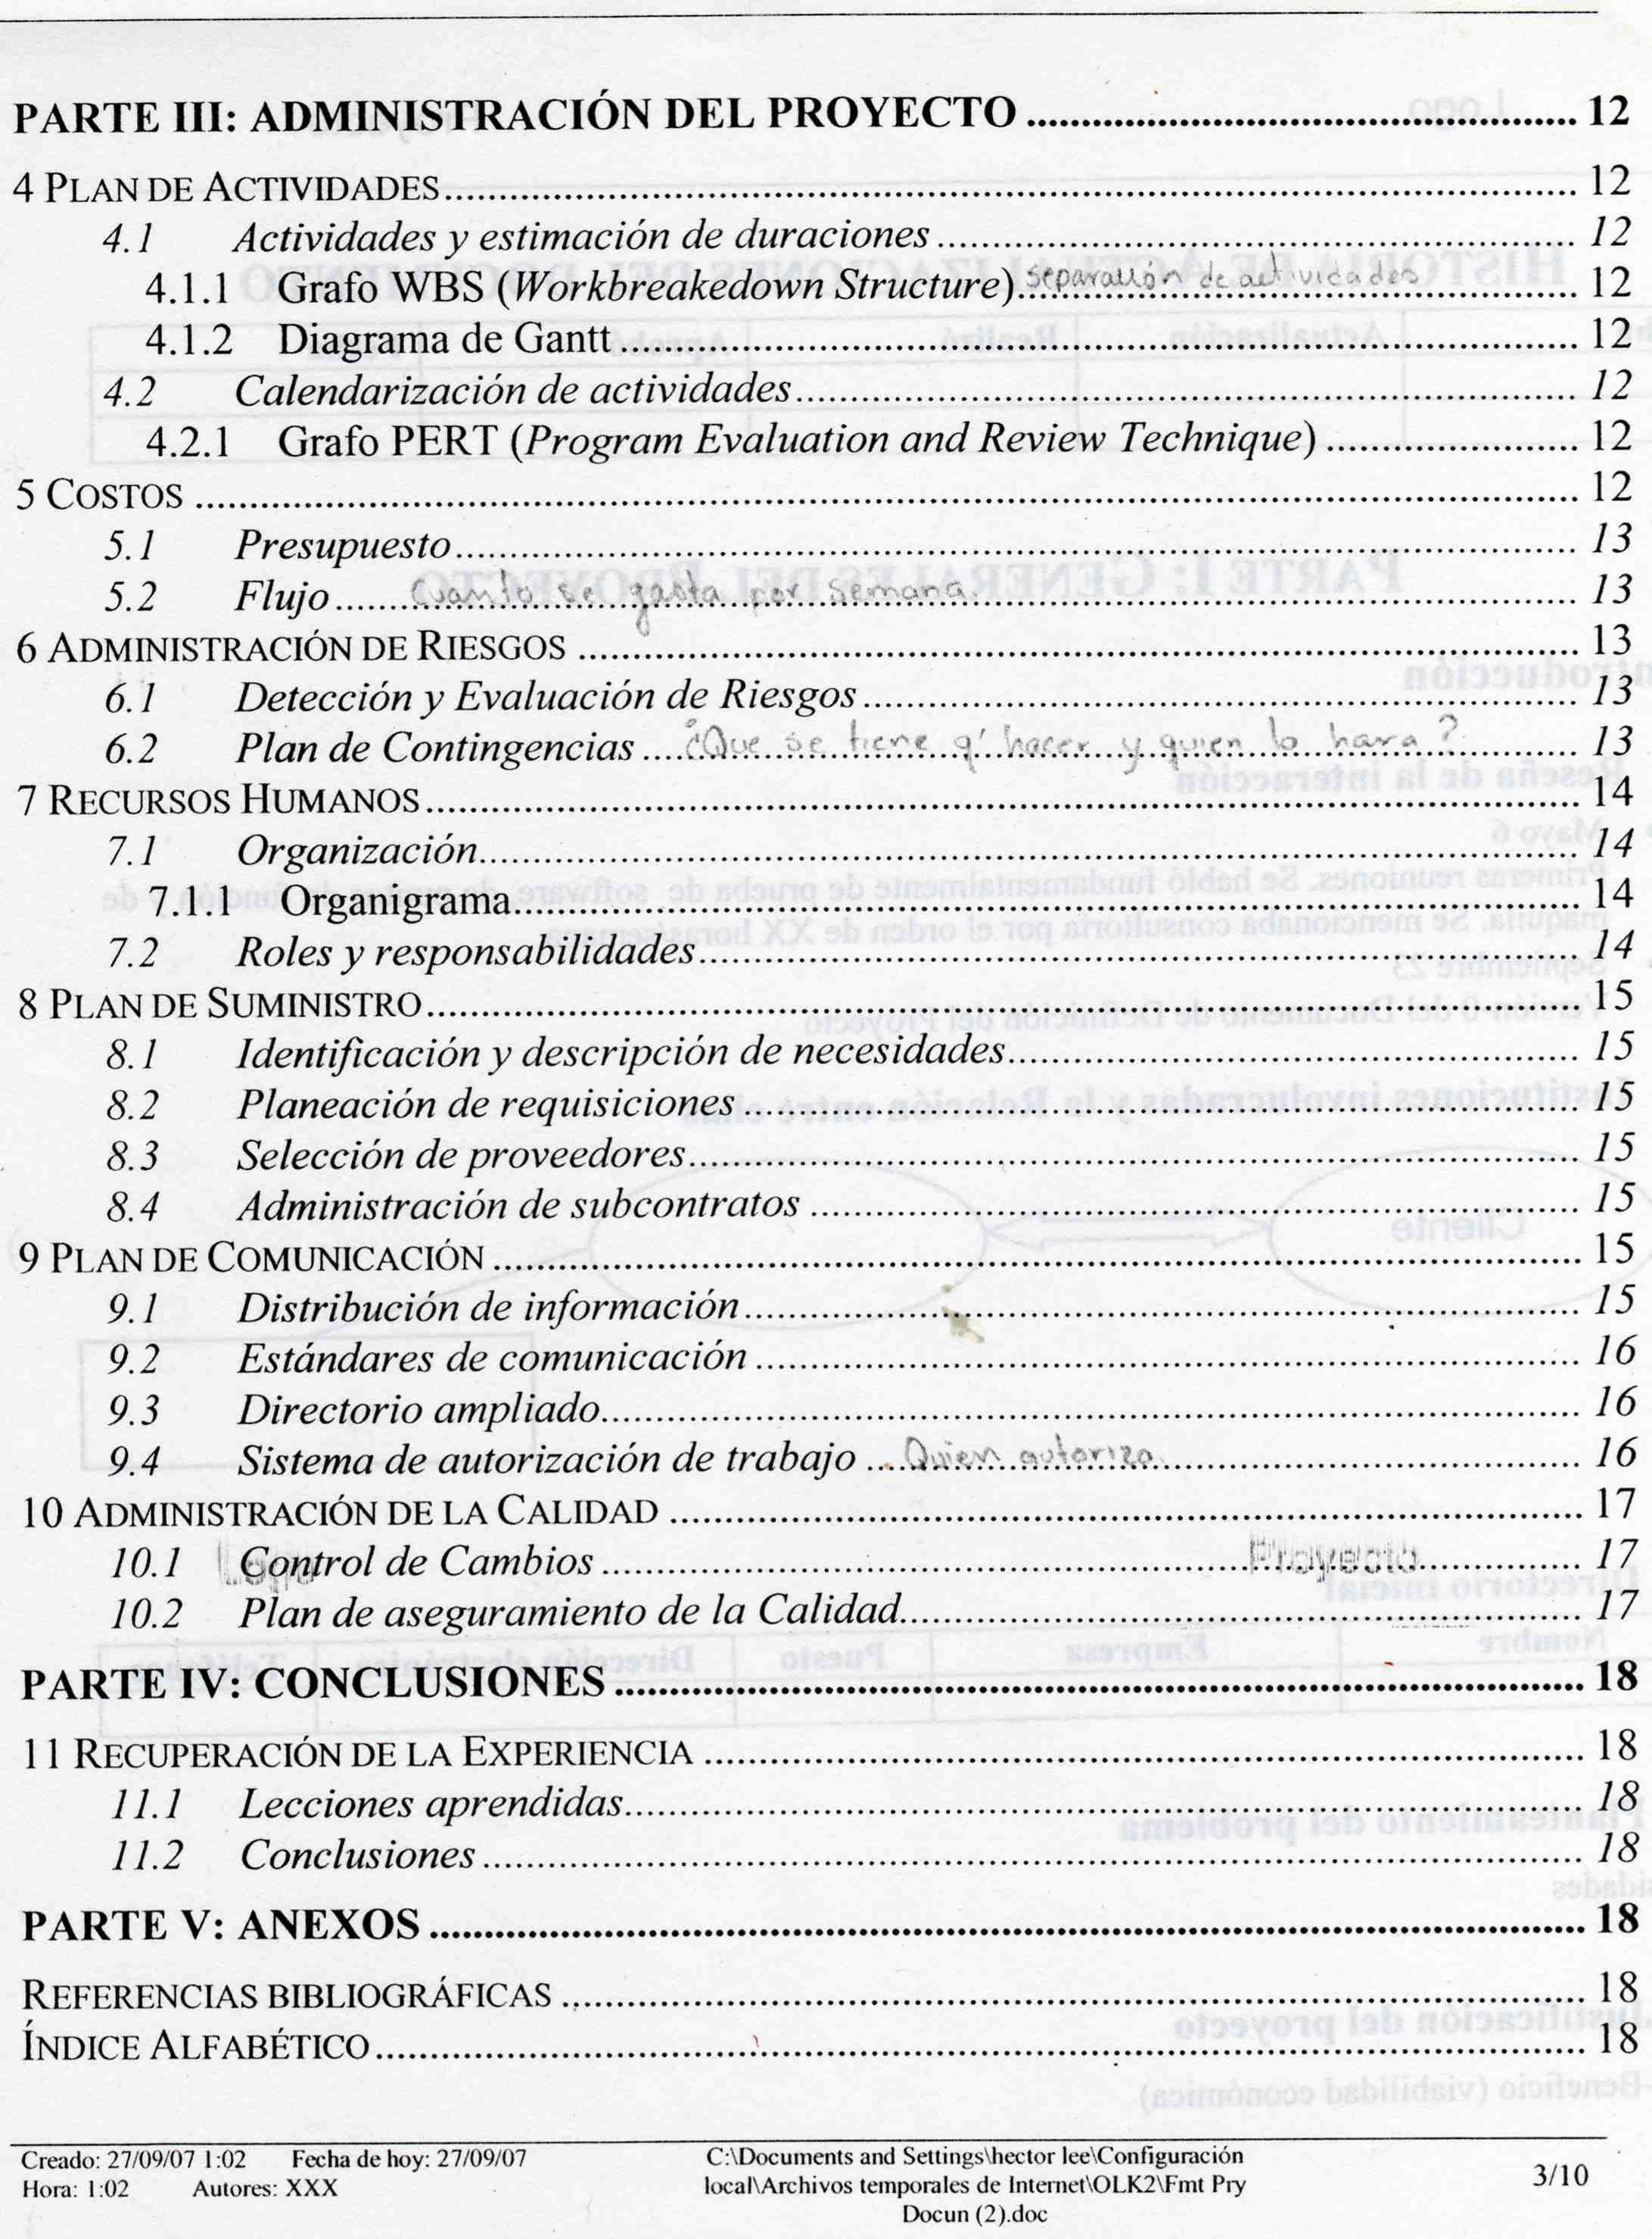 PARTE III: ADMINISTRACIÓN DEL PROYECTO ........ 12
4 PLAN DE ACTIVIDADES ........ 12
4.1 Actividades y estimación de duraciones ........ 12
4.1.1 Grafo WBS (Workbreakedown Structure) separación de actividades ........ 12
4.1.2 Diagrama de Gantt ........ 12
4.2 Calendarización de actividades ........ 12
4.2.1 Grafo PERT (Program Evaluation and Review Technique) ........ 12
5 COSTOS ........ 12
5.1 Presupuesto ........ 13
5.2 Flujo ........ Cuanto se gasta por semana. ........ 13
6 ADMINISTRACIÓN DE RIESGOS ........ 13
6.1 Detección y Evaluación de Riesgos ........ 13
6.2 Plan de Contingencias .... ¿Que se tiene q' hacer y quien lo hara? ........ 13
7 RECURSOS HUMANOS ........ 14
7.1 Organización ........ 14
7.1.1 Organigrama ........ 14
7.2 Roles y responsabilidades ........ 14
8 PLAN DE SUMINISTRO ........ 15
8.1 Identificación y descripción de necesidades ........ 15
8.2 Planeación de requisiciones ........ 15
8.3 Selección de proveedores ........ 15
8.4 Administración de subcontratos ........ 15
9 PLAN DE COMUNICACIÓN ........ 15
9.1 Distribución de información ........ 15
9.2 Estándares de comunicación ........ 16
9.3 Directorio ampliado ........ 16
9.4 Sistema de autorización de trabajo .... Quien autoriza. ........ 16
10 ADMINISTRACIÓN DE LA CALIDAD ........ 17
10.1 Control de Cambios ........ Proyecto ........ 17
10.2 Plan de aseguramiento de la Calidad ........ 17
PARTE IV: CONCLUSIONES ........ 18
11 RECUPERACIÓN DE LA EXPERIENCIA ........ 18
11.1 Lecciones aprendidas ........ 18
11.2 Conclusiones ........ 18
PARTE V: ANEXOS ........ 18
REFERENCIAS BIBLIOGRÁFICAS ........ 18
ÍNDICE ALFABÉTICO ........ 18
Creado: 27/09/07 1:02 Fecha de hoy: 27/09/07
Hora: 1:02 Autores: XXX
C:\Documents and Settings\hector lee\Configuración
local\Archivos temporales de Internet\OLK2\Fmt Pry
Docun (2).doc
3/10